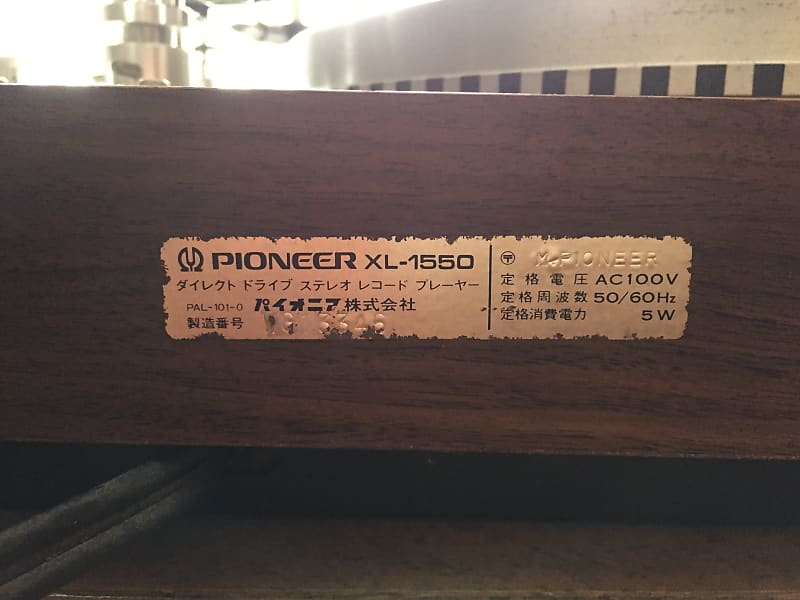 PIONEER XL-1550
ダイレクト ドライブ ステレオ レコード プレーヤー
PAL-101-0 パイオニア株式会社
製造番号
〒 M.PIONEER
定格電圧 AC100V
定格周波数 50/60Hz
定格消費電力 5W